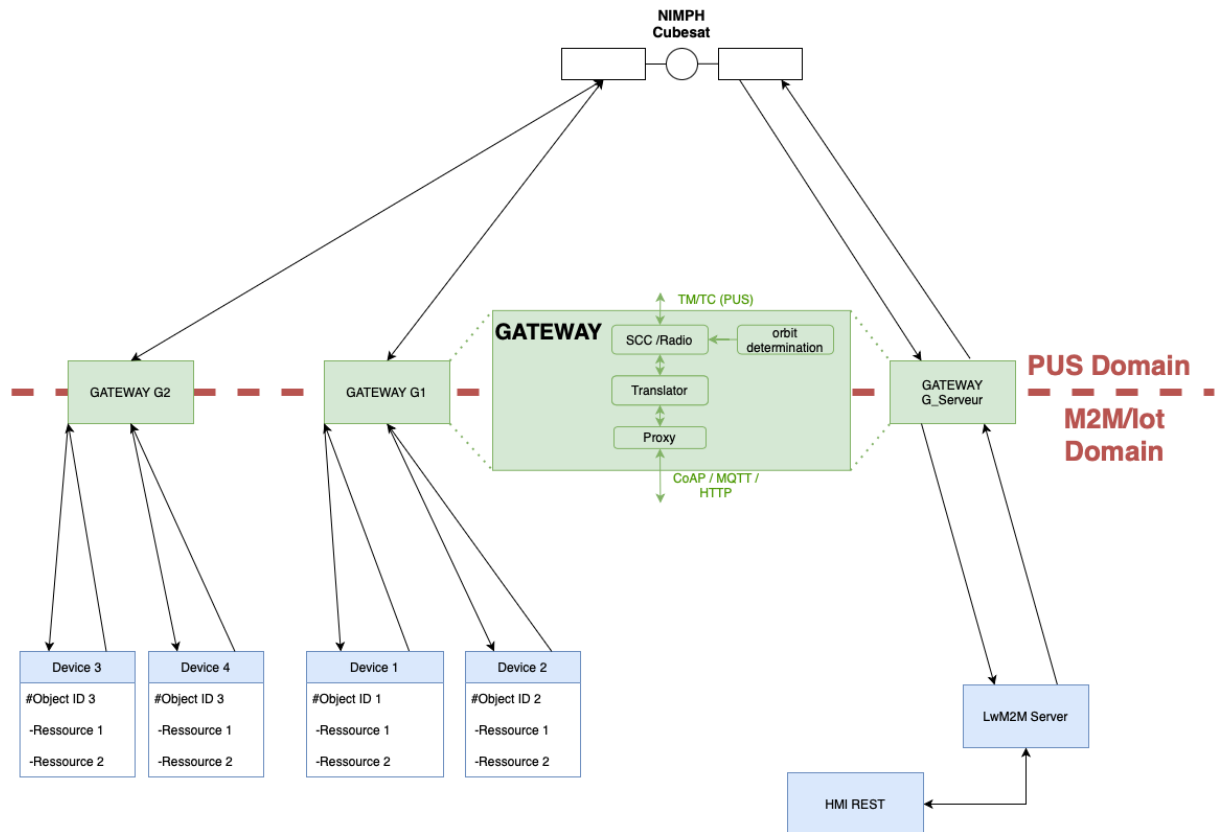 NIMPH
Cubesat
TM/TC (PUS)
GATEWAY
SCC /Radio
orbit
determination
Translator
Proxy
CoAP / MQTT /
HTTP
GATEWAY G2
GATEWAY G1
GATEWAY
G_Serveur
PUS Domain
M2M/Iot
Domain
Device 3
#Object ID 3
-Ressource 1
-Ressource 2
Device 4
#Object ID 3
-Ressource 1
-Ressource 2
Device 1
#Object ID 1
-Ressource 1
-Ressource 2
Device 2
#Object ID 2
-Ressource 1
-Ressource 2
LwM2M Server
HMI REST